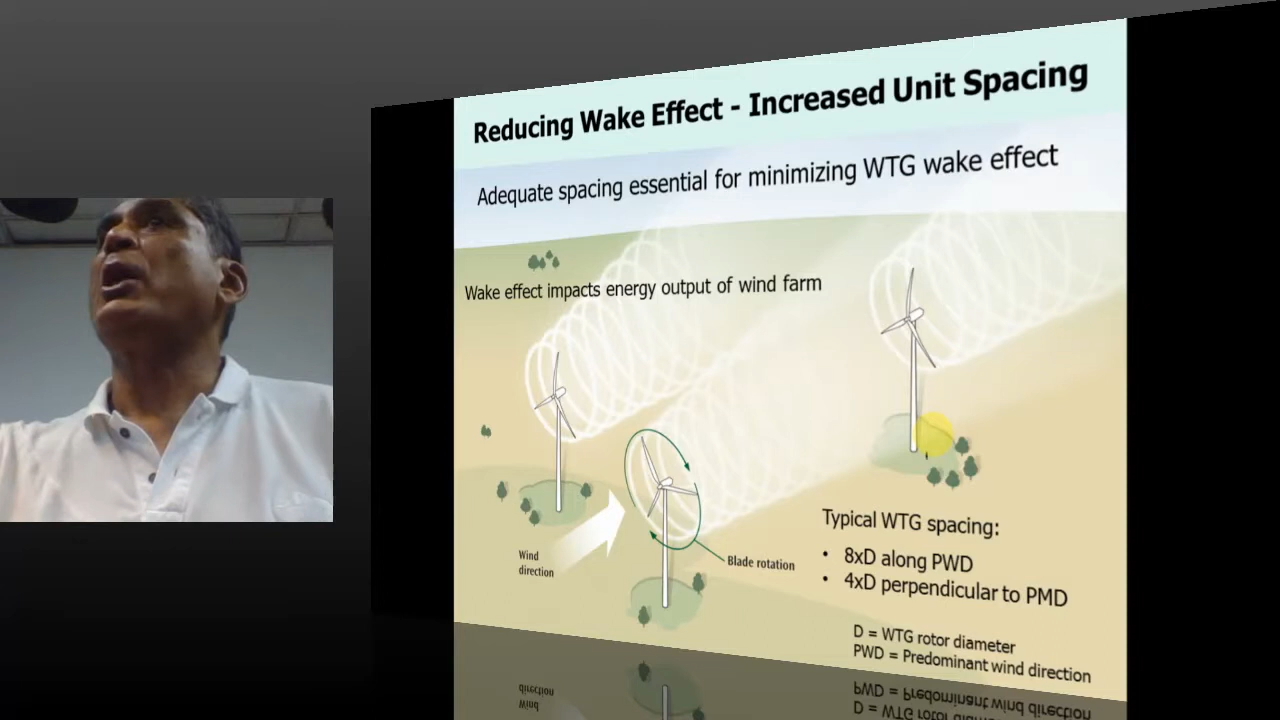 Reducing Wake Effect - Increased Unit Spacing
Adequate spacing essential for minimizing WTG wake effect
Wake effect impacts energy output of wind farm
Wind
direction
Blade rotation
Typical WTG spacing:
• 8xD along PWD
• 4xD perpendicular to PMD
D = WTG rotor diameter
PWD = Predominant wind direction